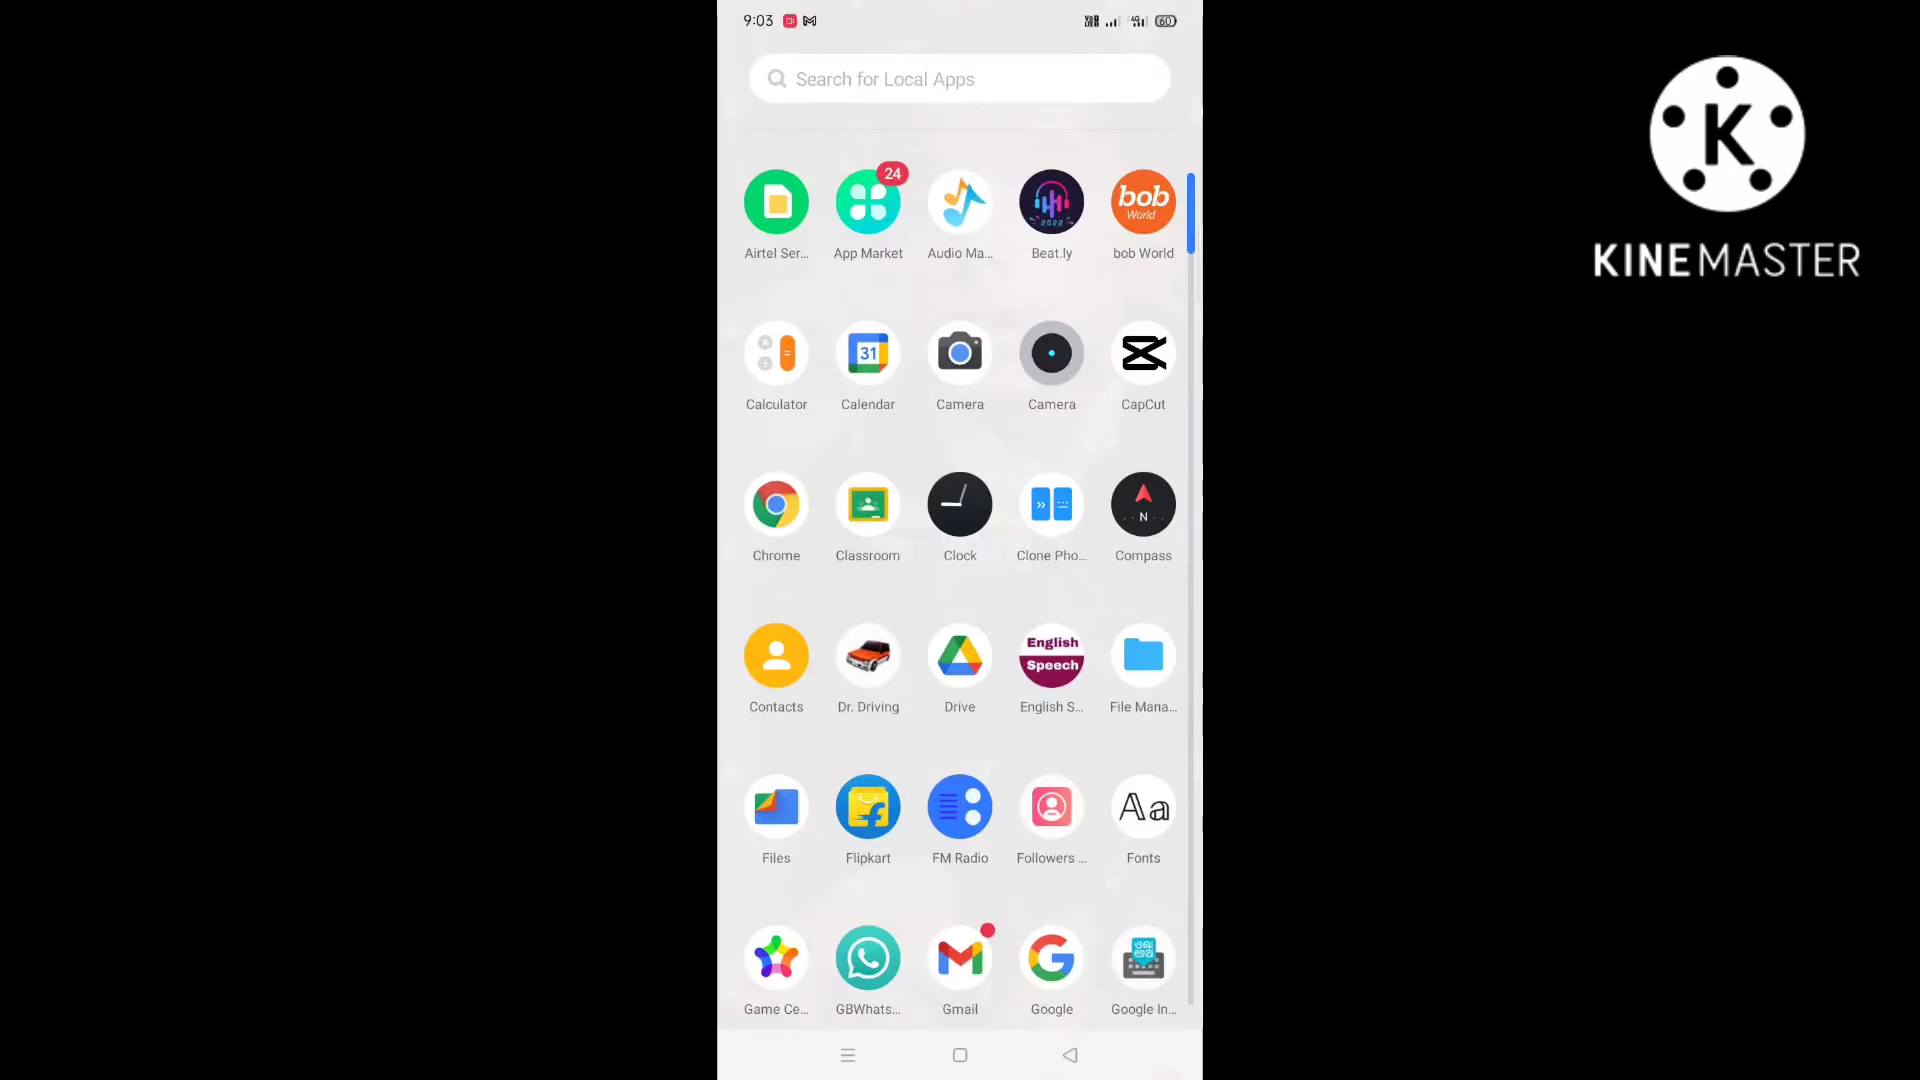 9:03
60
Search for Local Apps
24
bob
World
2022
Airtel Ser...
App Market
Audio Ma...
Beat.ly
bob World
31
Calculator
Calendar
Camera
Camera
CapCut
N
Chrome
Classroom
Clock
Clone Pho...
Compass
English
Speech
Contacts
Dr. Driving
Drive
English S...
File Mana...
Aa
Files
Flipkart
FM Radio
Followers ...
Fonts
Game Ce...
GBWhats...
Gmail
Google
Google In...
K
KINEMASTER